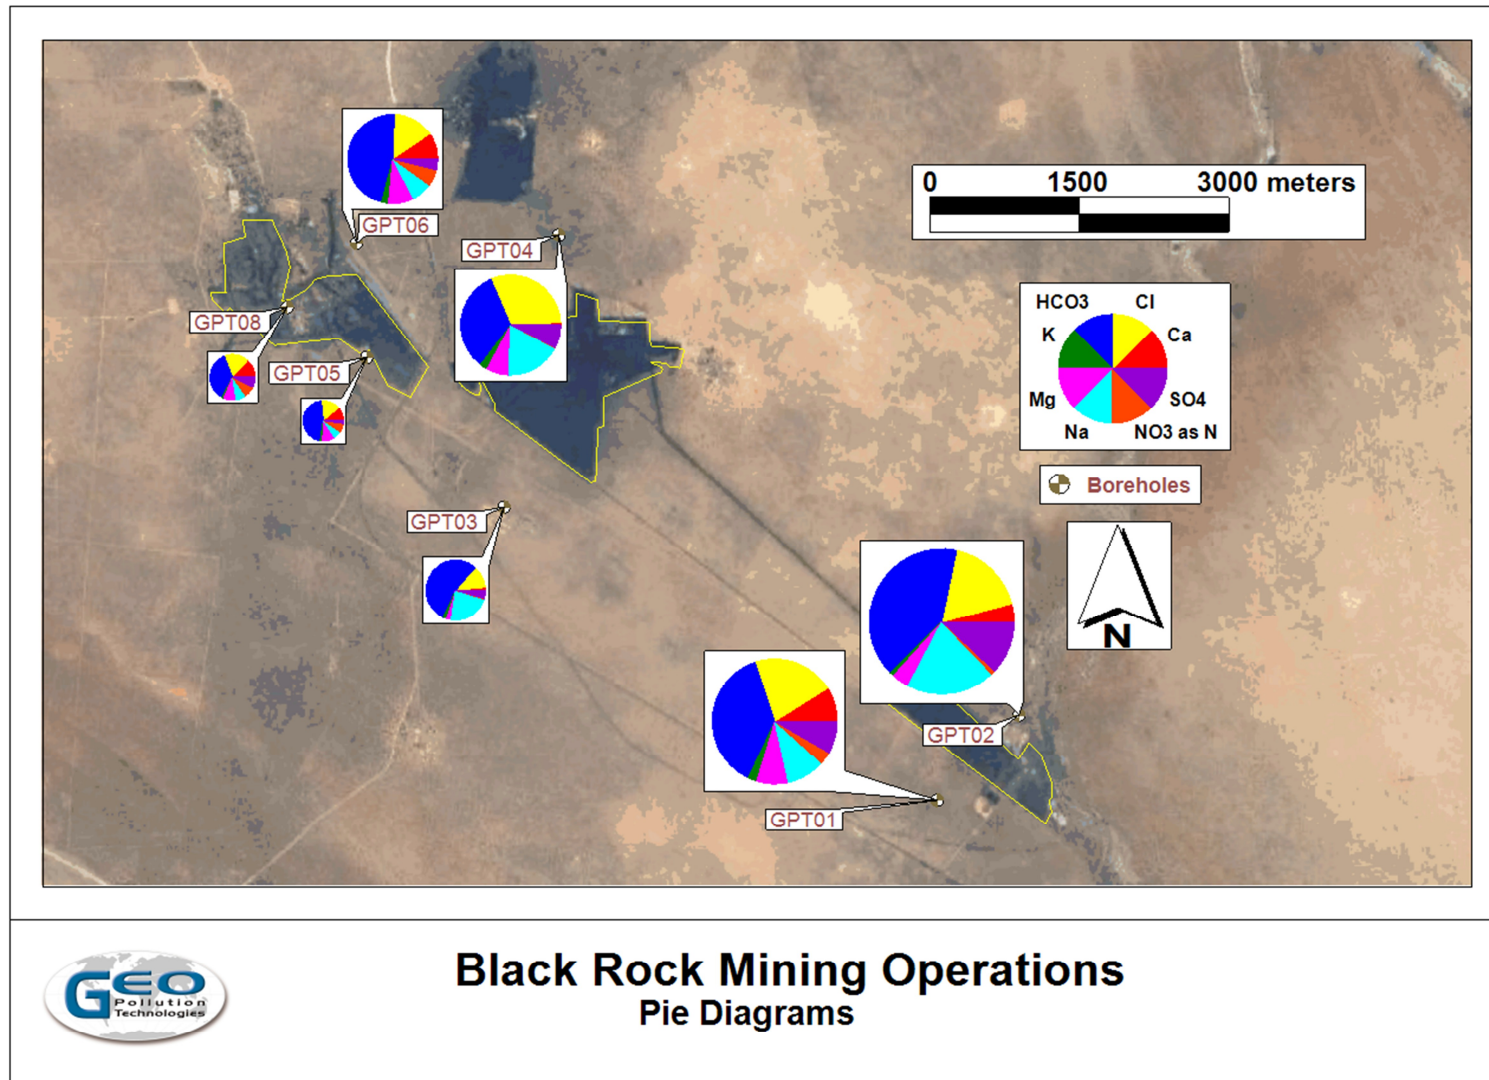 0 1500 3000 meters
GPT06
GPT04
HCO3 Cl
K Ca
GPT08
GPT05
Mg SO4
Na NO3 as N
Boreholes
GPT03
N
GPT02
GPT01
GEO
Pollution
Technologies
Black Rock Mining Operations
Pie Diagrams